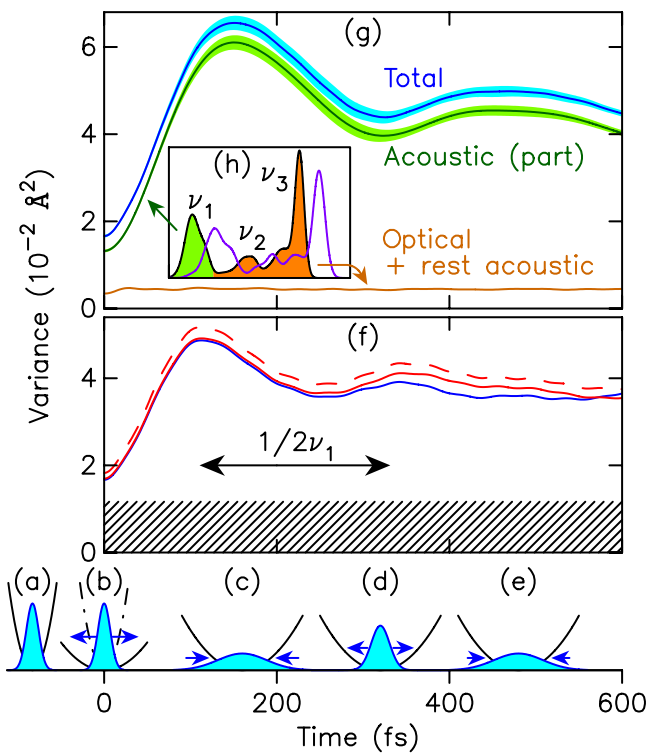 (g)
6
Total
4
Acoustic (part)
(h)
ν3
ν1
ν2
2
Optical
+ rest acoustic
0
Variance (10⁻² Å²)
(f)
4
1/2ν₁
2
0
(a) (b) (c) (d) (e)
0 200 400 600
Time (fs)